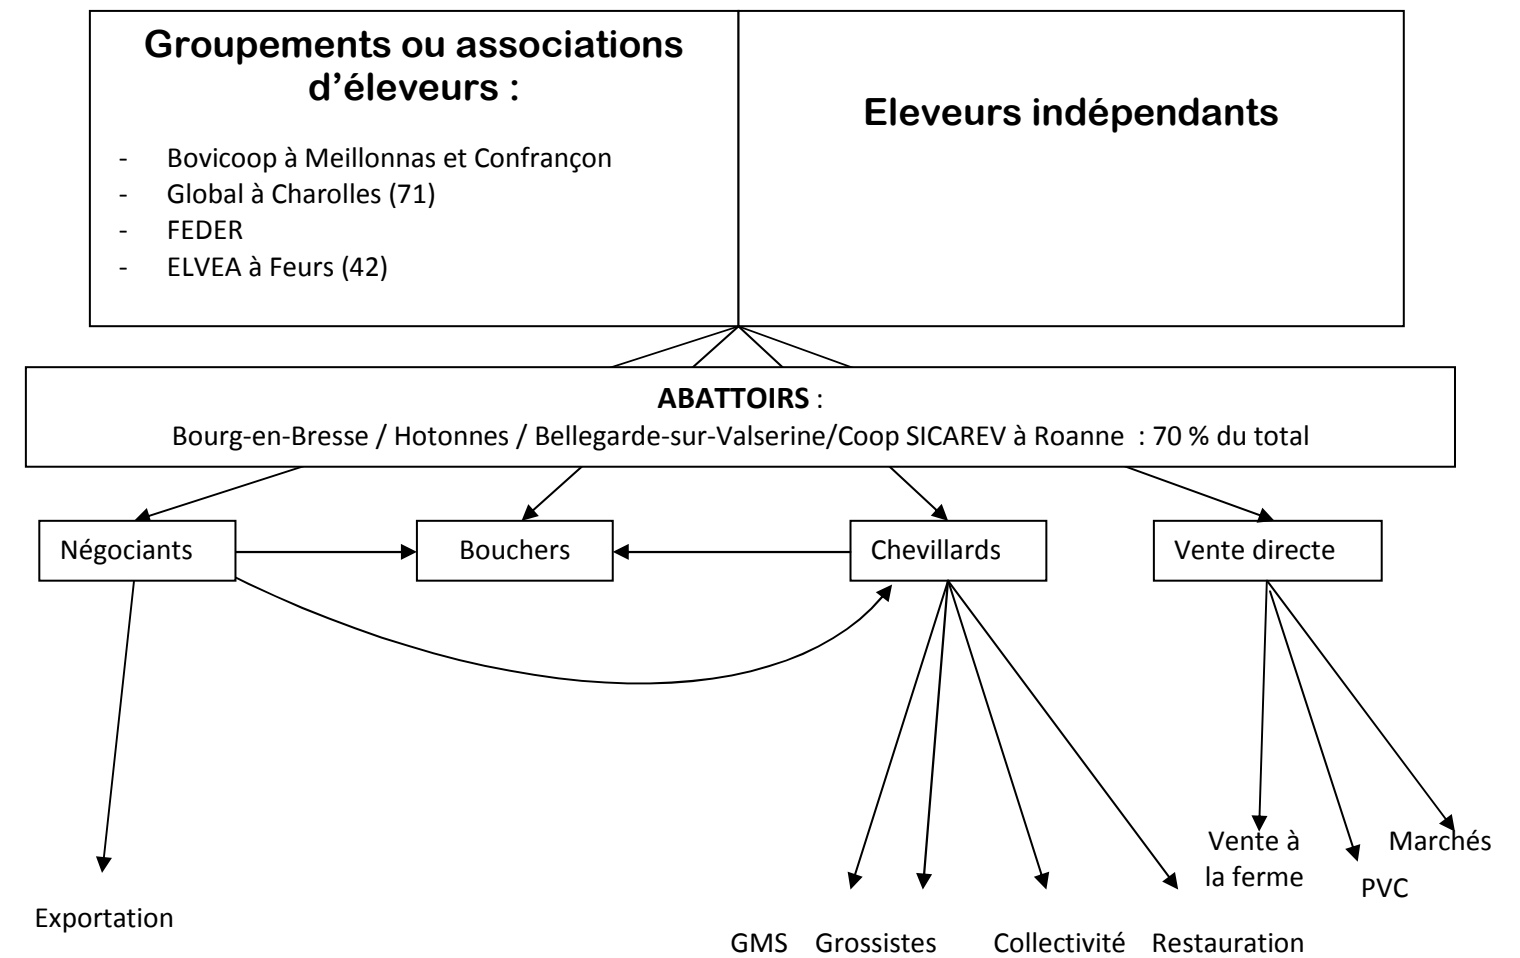 Groupements ou associations
d’éleveurs :
- Bovicoop à Meillonnas et Confrançon
- Global à Charolles (71)
- FEDER
- ELVEA à Feurs (42)
Eleveurs indépendants
ABATTOIRS :
Bourg-en-Bresse / Hotonnes / Bellegarde-sur-Valserine/Coop SICAREV à Roanne : 70 % du total
Négociants
Bouchers
Chevillards
Vente directe
Exportation
GMS
Grossistes
Collectivité
Restauration
Vente à
la ferme
PVC
Marchés